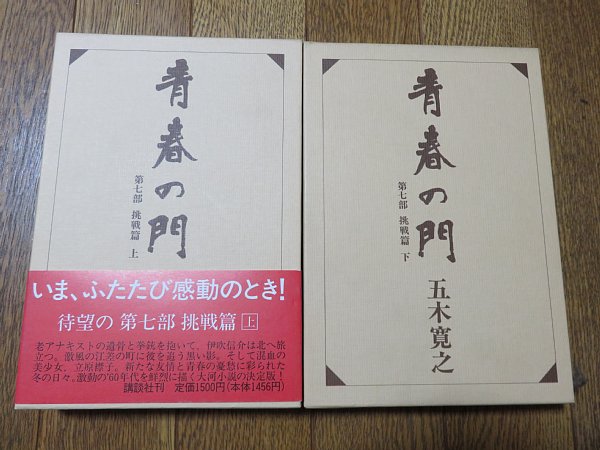 青春の門
第七部 挑戦篇 上
いま、ふたたび感動のとき!
待望の 第七部 挑戦篇 上
老アナキストの遺骨と拳銃を抱いて、伊吹信介は北へ旅
立つ。激風の江差の町に彼を追う黒い影。そして混血の
美少女、立原襟子。新たな友情と青春の憂愁に彩られた
冬の日々。激動の'60年代を鮮烈に描く大河小説の決定版!
講談社刊 定価1500円(本体1456円)
青春の門
第七部 挑戦篇 下
五木寛之